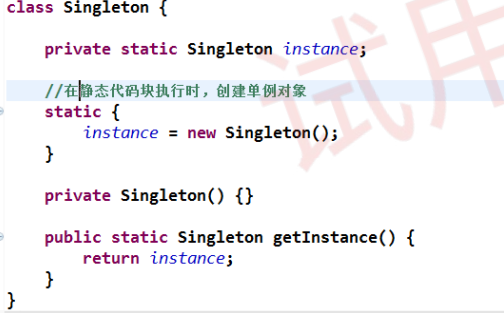 class Singleton {
private static Singleton instance;
//在静态代码块执行时，创建单例对象
static {
instance = new Singleton();
}
private Singleton() {}
public static Singleton getInstance() {
return instance;
}
}
试用